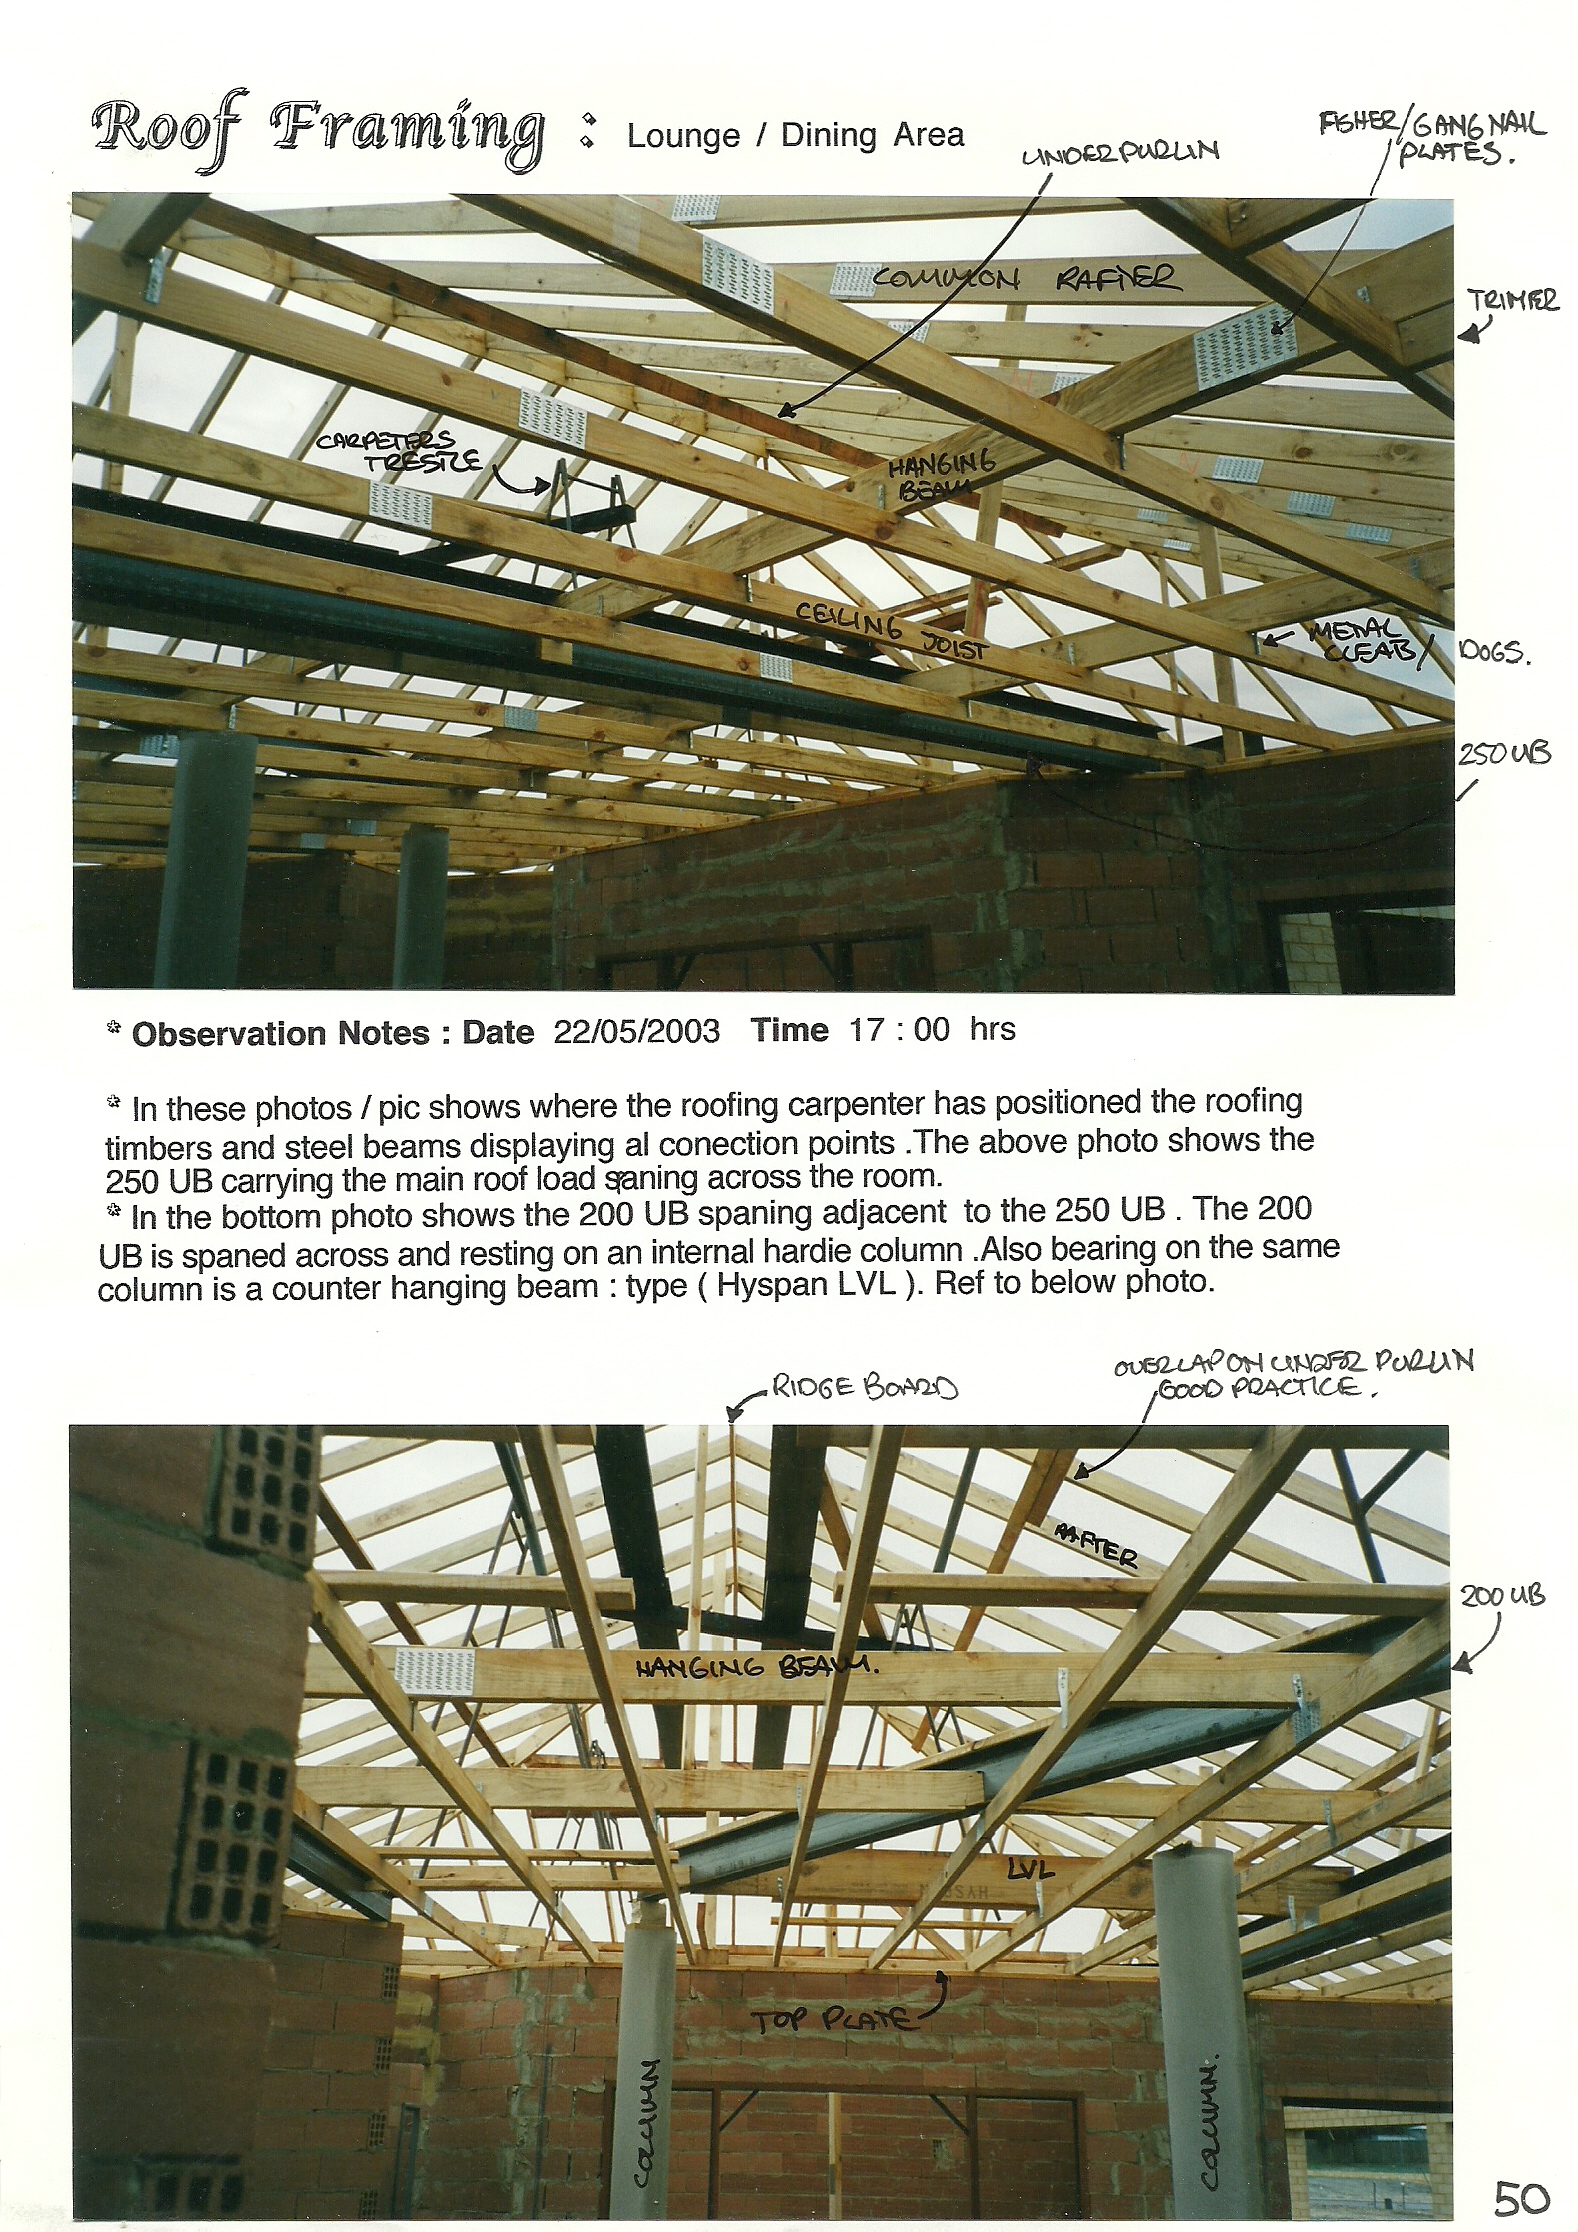 Roof Framing : Lounge / Dining Area
UNDERPURLIN
FISHER/GANGNAIL
PLATES.
COMMON RAFTER
TRIMER
CARPETERS
TRESTLE
HANGING
BEAM
CEILING JOIST
METAL
CLEATS/ DOGS.
250 UB
* Observation Notes : Date 22/05/2003 Time 17 : 00 hrs
* In these photos / pic shows where the roofing carpenter has positioned the roofing
timbers and steel beams displaying al conection points .The above photo shows the
250 UB carrying the main roof load spaning across the room.
* In the bottom photo shows the 200 UB spaning adjacent to the 250 UB . The 200
UB is spaned across and resting on an internal hardie column .Also bearing on the same
column is a counter hanging beam : type ( Hyspan LVL ). Ref to below photo.
RIDGE BOARD
OVERLAP ON UNDER PURLIN
GOOD PRACTICE.
RAFTER
200 UB
HANGING BEAM.
LVL
TOP PLATE
COLUMN
COLUMN.
50